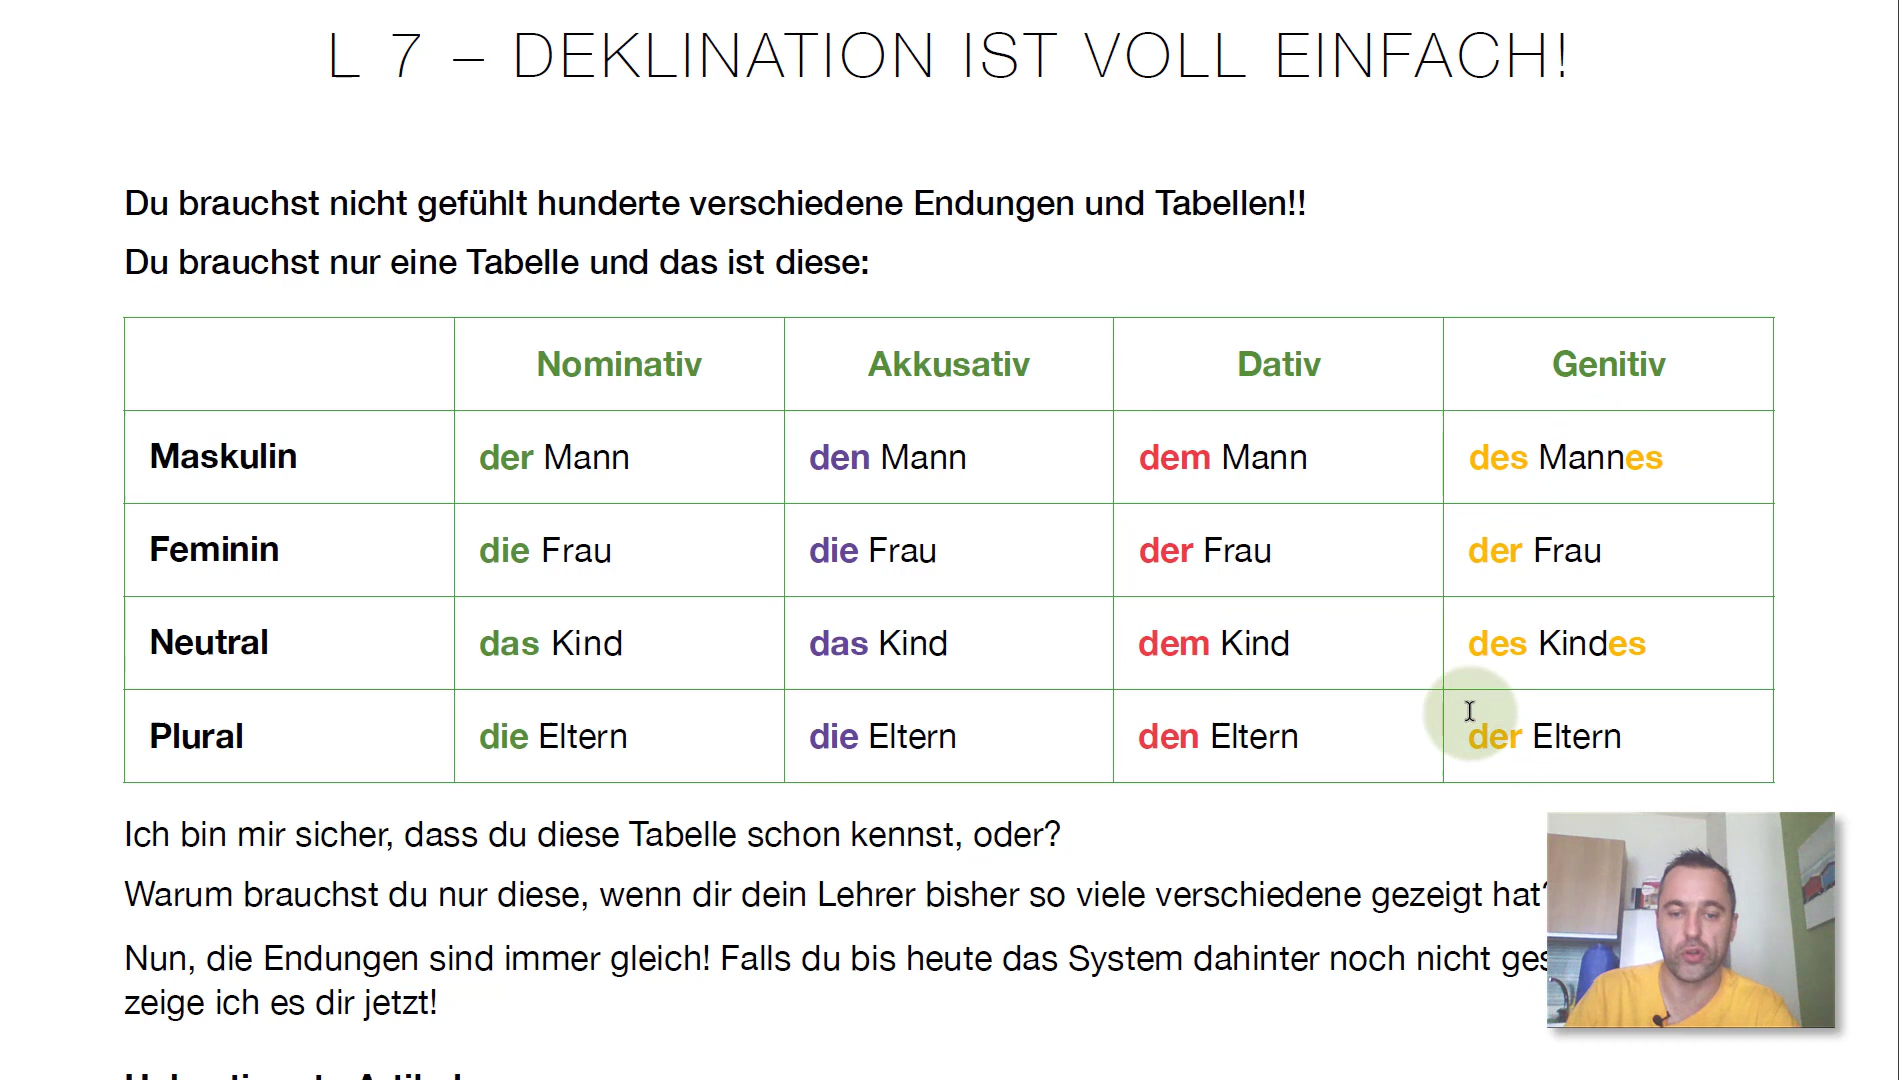 L 7 – DEKLINATION IST VOLL EINFACH!
Du brauchst nicht gefühlt hunderte verschiedene Endungen und Tabellen!!
Du brauchst nur eine Tabelle und das ist diese:
Nominativ Akkusativ Dativ Genitiv
Maskulin der Mann den Mann dem Mann des Mannes
Feminin die Frau die Frau der Frau der Frau
Neutral das Kind das Kind dem Kind des Kindes
Plural die Eltern die Eltern den Eltern der Eltern
Ich bin mir sicher, dass du diese Tabelle schon kennst, oder?
Warum brauchst du nur diese, wenn dir dein Lehrer bisher so viele verschiedene gezeigt hat?
Nun, die Endungen sind immer gleich! Falls du bis heute das System dahinter noch nicht ges
zeige ich es dir jetzt!